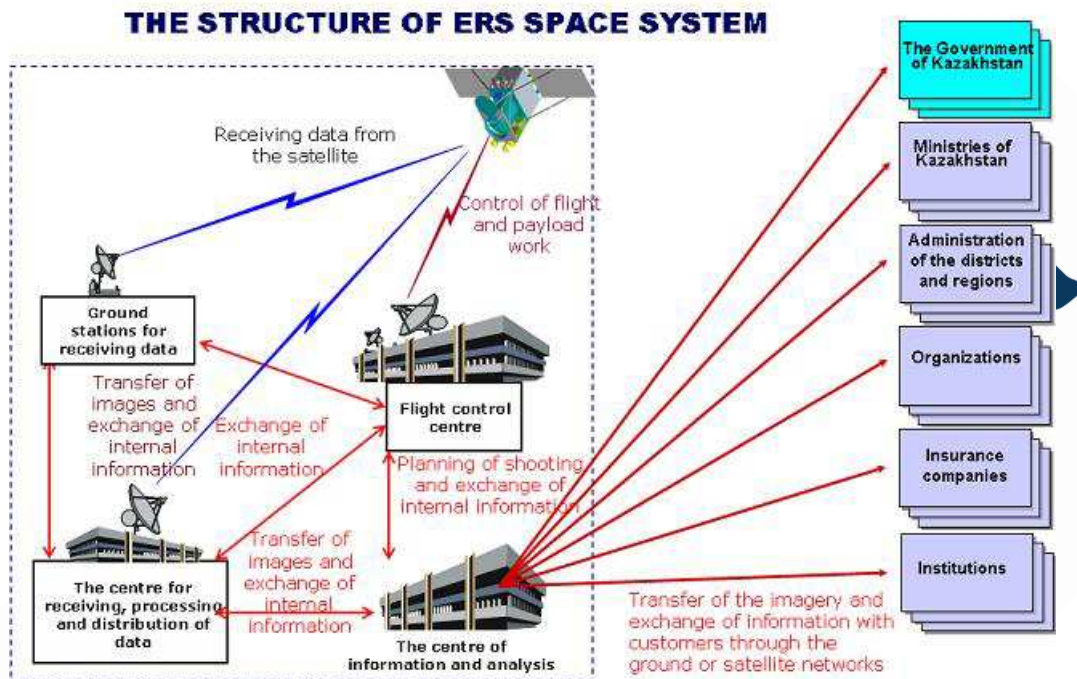 THE STRUCTURE OF ERS SPACE SYSTEM
Receiving data from
the satellite
Control of flight
and payload
work
Ground
stations for
receiving data
Transfer of
images and
exchange of
internal
information
Exchange of
internal
information
Flight control
centre
Planning of shooting
and exchange of
internal information
Transfer of
images and
exchange of
internal
information
The centre for
receiving, processing
and distribution of
data
The centre of
information and analysis
Transfer of the imagery and
exchange of information with
customers through the
ground or satellite networks
The Government
of Kazakhstan
Ministries of
Kazakhstan
Administration
of the districts
and regions
Organizations
Insurance
companies
Institutions